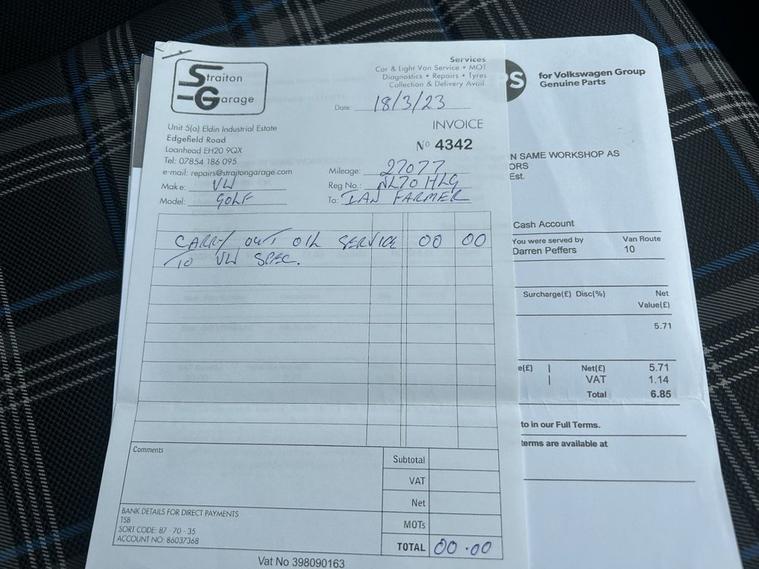 Straiton
Garage
Services
Car & Light Van Service • MOT
Diagnostics • Repairs • Tyres
Collection & Delivery Avail
Date: 18/3/23
INVOICE
No 4342
Unit 5(a) Eldin Industrial Estate
Edgefield Road
Loanhead EH20 9QX
Tel: 07854 186 095
e-mail: repairs@straitongarage.com
Mileage: 27077
Make: VW
Reg No.: NL70 HLG
Model: GOLF
To: IAN FARMER
CARRY OUT OIL SERVICE 00 00
TO VW SPEC.
Comments
Subtotal
VAT
Net
MOTs
TOTAL 00.00
BANK DETAILS FOR DIRECT PAYMENTS
TSB
SORT CODE: 87 - 70 - 35
ACCOUNT NO: 86037368
Vat No 398090163
PS
for Volkswagen Group
Genuine Parts
N SAME WORKSHOP AS
ORS
Est.
Cash Account
You were served by Van Route
Darren Peffers 10
Surcharge(£) Disc(%) Net
Value(£)
5.71
e(£) | Net(£) 5.71
| VAT 1.14
Total 6.85
to in our Full Terms.
terms are available at